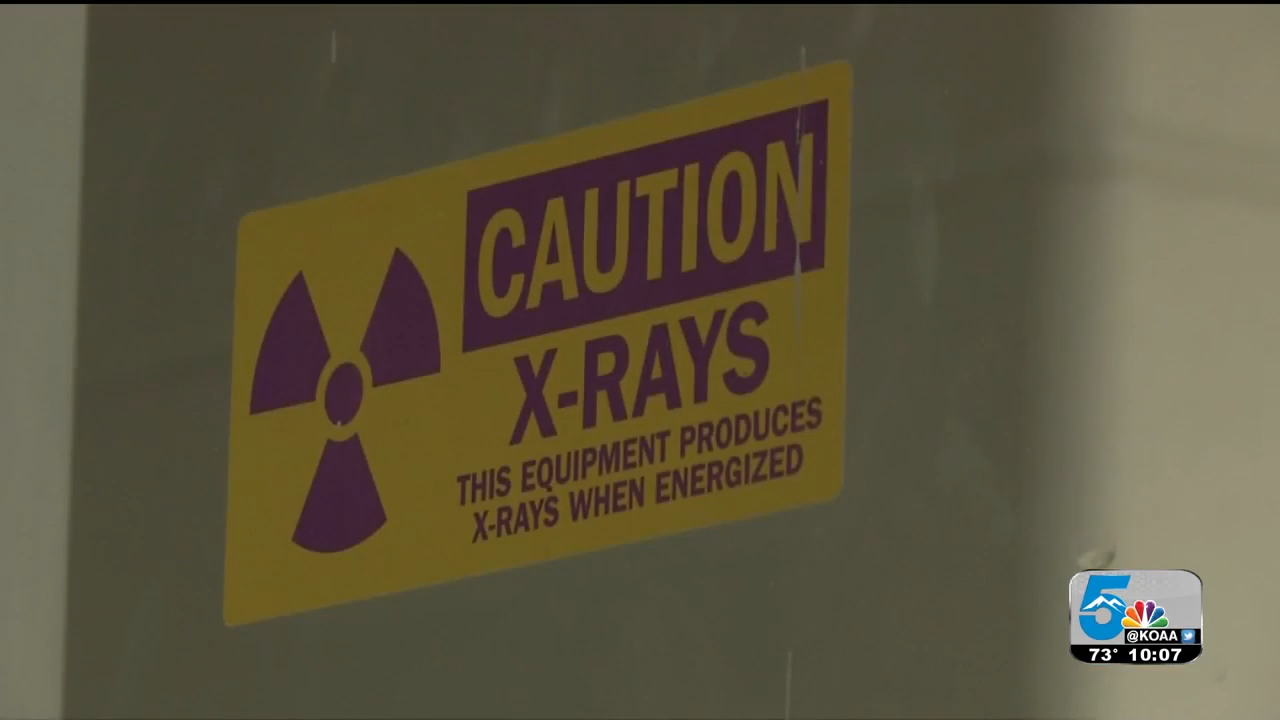 CAUTION
X-RAYS
THIS EQUIPMENT PRODUCES
X-RAYS WHEN ENERGIZED
5
@KOAA
73° 10:07